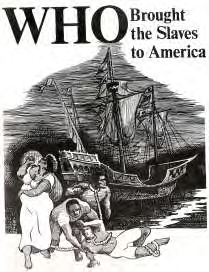 WHO Brought
the Slaves
to America